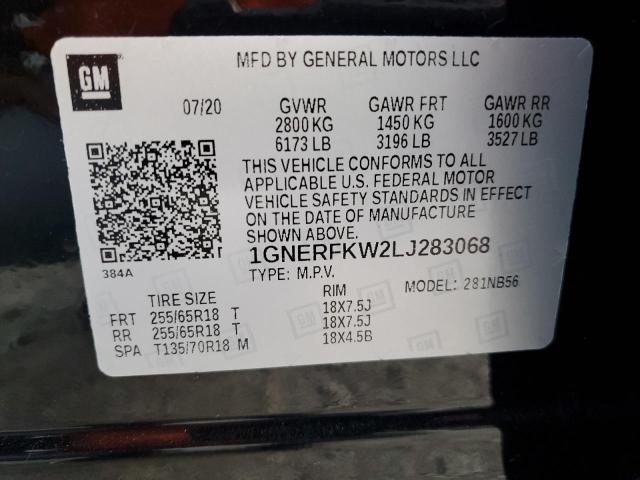 GM
MFD BY GENERAL MOTORS LLC
07/20 GVWR GAWR FRT GAWR RR
2800 KG 1450 KG 1600 KG
6173 LB 3196 LB 3527 LB
THIS VEHICLE CONFORMS TO ALL
APPLICABLE U.S. FEDERAL MOTOR
VEHICLE SAFETY STANDARDS IN EFFECT
ON THE DATE OF MANUFACTURE
SHOWN ABOVE.
1GNERFKW2LJ283068
384A
TYPE: M.P.V. MODEL: 281NB56
TIRE SIZE RIM
FRT 255/65R18 T 18X7.5J
RR 255/65R18 T 18X7.5J
SPA T135/70R18 M 18X4.5B